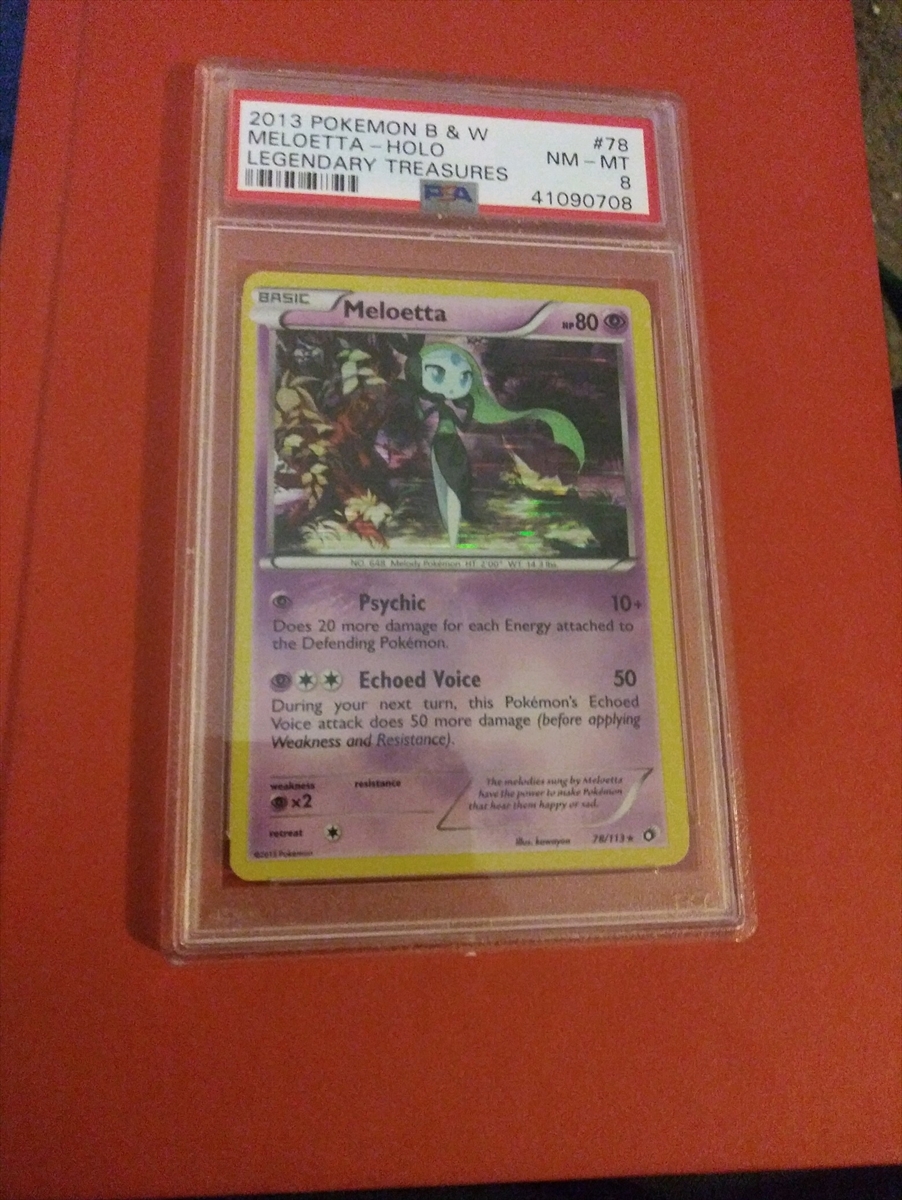 2013 POKEMON B & W #78
MELOETTA - HOLO NM - MT
LEGENDARY TREASURES 8
PSA 41090708
BASIC
Meloetta HP 80
NO. 648 Melody Pokémon HT: 2'00" WT: 14.3 lbs.
Psychic 10+
Does 20 more damage for each Energy attached to
the Defending Pokémon.
Echoed Voice 50
During your next turn, this Pokémon's Echoed
Voice attack does 50 more damage (before applying
Weakness and Resistance).
weakness resistance
x2
The melodies sung by Meloetta
have the power to make Pokémon
that hear them happy or sad.
retreat
©2013 Pokémon illus. kawayoo 78/113